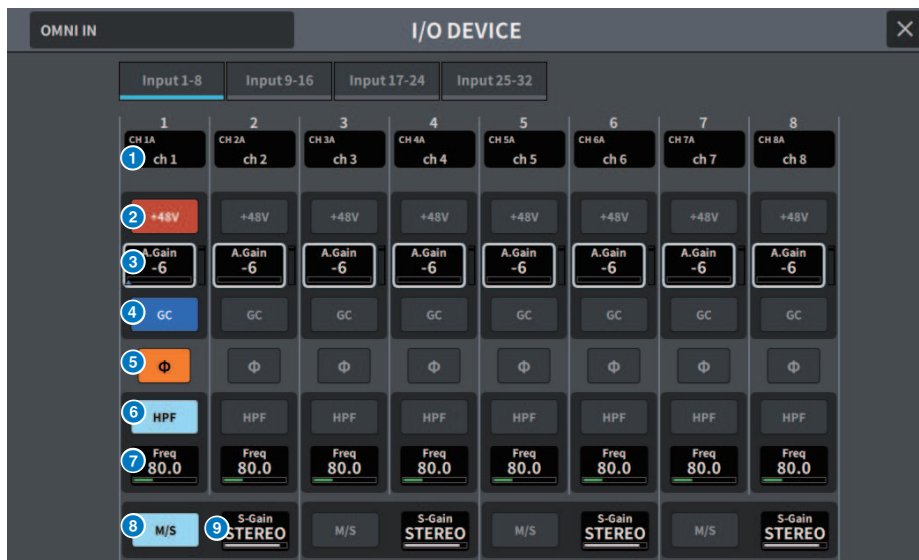 OMNI IN
I/O DEVICE
Input 1-8 Input 9-16 Input 17-24 Input 25-32
1 2 3 4 5 6 7 8
CH 1A CH 2A CH 3A CH 4A CH 5A CH 6A CH 7A CH 8A
1 ch 1 ch 2 ch 3 ch 4 ch 5 ch 6 ch 7 ch 8
2 +48V +48V +48V +48V +48V +48V +48V +48V
A.Gain A.Gain A.Gain A.Gain A.Gain A.Gain A.Gain A.Gain
3 -6 -6 -6 -6 -6 -6 -6 -6
4 GC GC GC GC GC GC GC GC
5 Φ Φ Φ Φ Φ Φ Φ Φ
6 HPF HPF HPF HPF HPF HPF HPF HPF
Freq Freq Freq Freq Freq Freq Freq Freq
7 80.0 80.0 80.0 80.0 80.0 80.0 80.0 80.0
S-Gain S-Gain S-Gain S-Gain
8 M/S 9 STEREO M/S STEREO M/S STEREO M/S STEREO